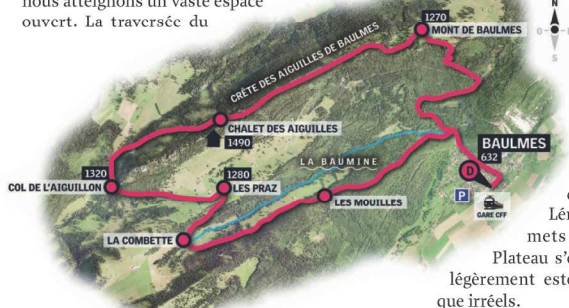 nous atteignons un vaste espace
ouvert. La traversée du
1270
MONT DE BAULMES
N
O
S
CRÊTE DES AIGUILLES DE BAULMES
CHALET DES AIGUILLES
1490
BAULMES
632
D
LA BAUMINE
1320
COL DE L'AIGUILLON
1280
LES PRAZ
LES MOUILLES
P
GARE CFF
LA COMBETTE
mets
Plateau s'
légèrement
que irréels.